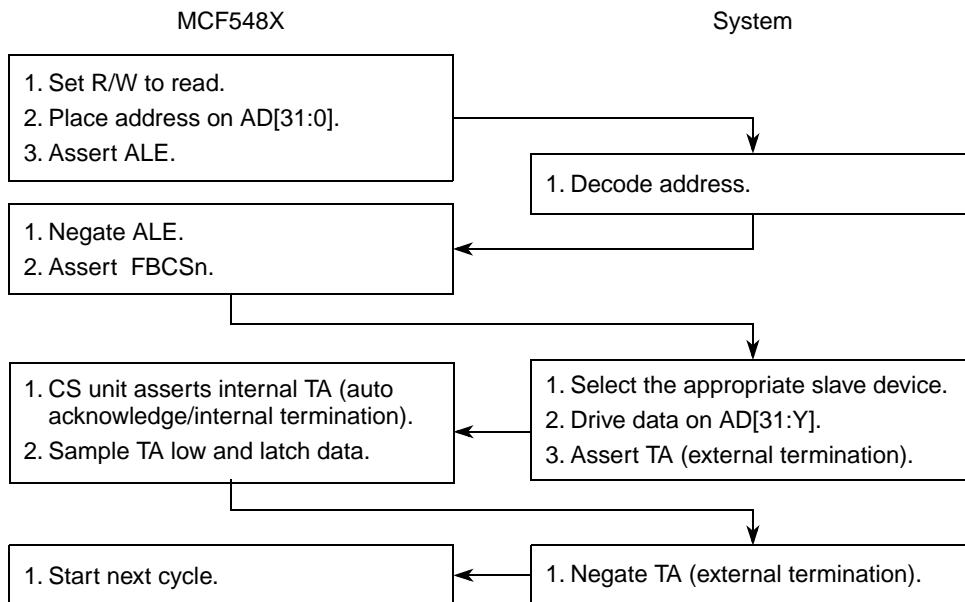 MCF548X
System
1. Set R/W to read.
2. Place address on AD[31:0].
3. Assert ALE.
1. Decode address.
1. Negate ALE.
2. Assert FBCSn.
1. Select the appropriate slave device.
2. Drive data on AD[31:Y].
3. Assert TA (external termination).
1. CS unit asserts internal TA (auto
acknowledge/internal termination).
2. Sample TA low and latch data.
1. Negate TA (external termination).
1. Start next cycle.